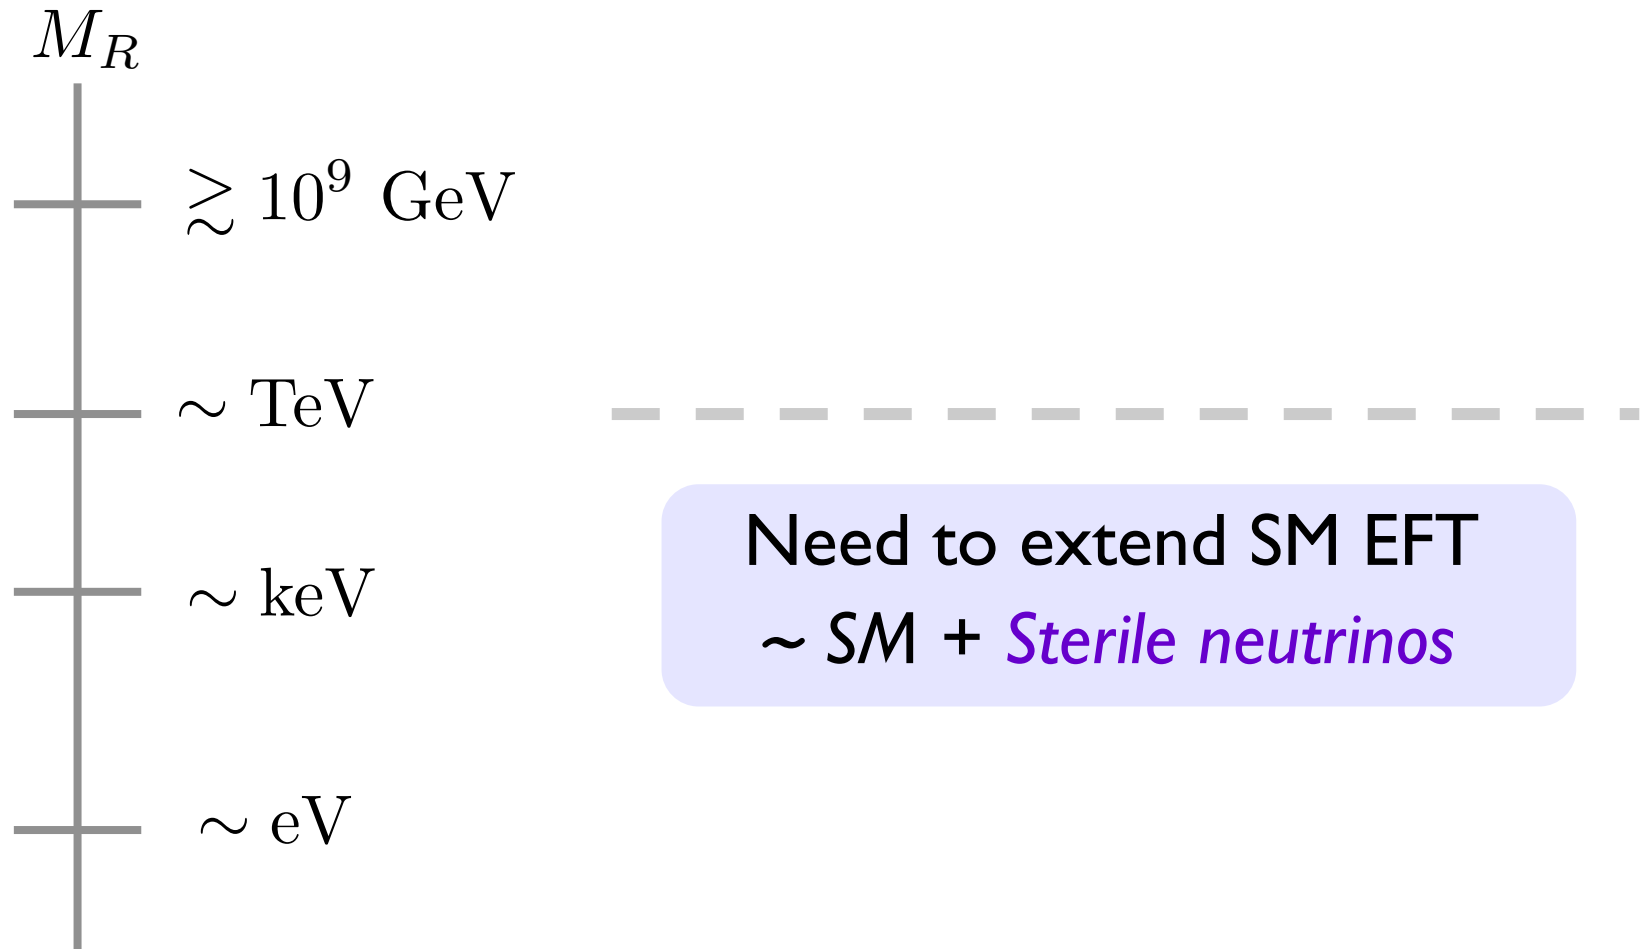 M_R
≳ 10^9 GeV
~ TeV
Need to extend SM EFT
~ keV
~ SM + Sterile neutrinos
~ eV